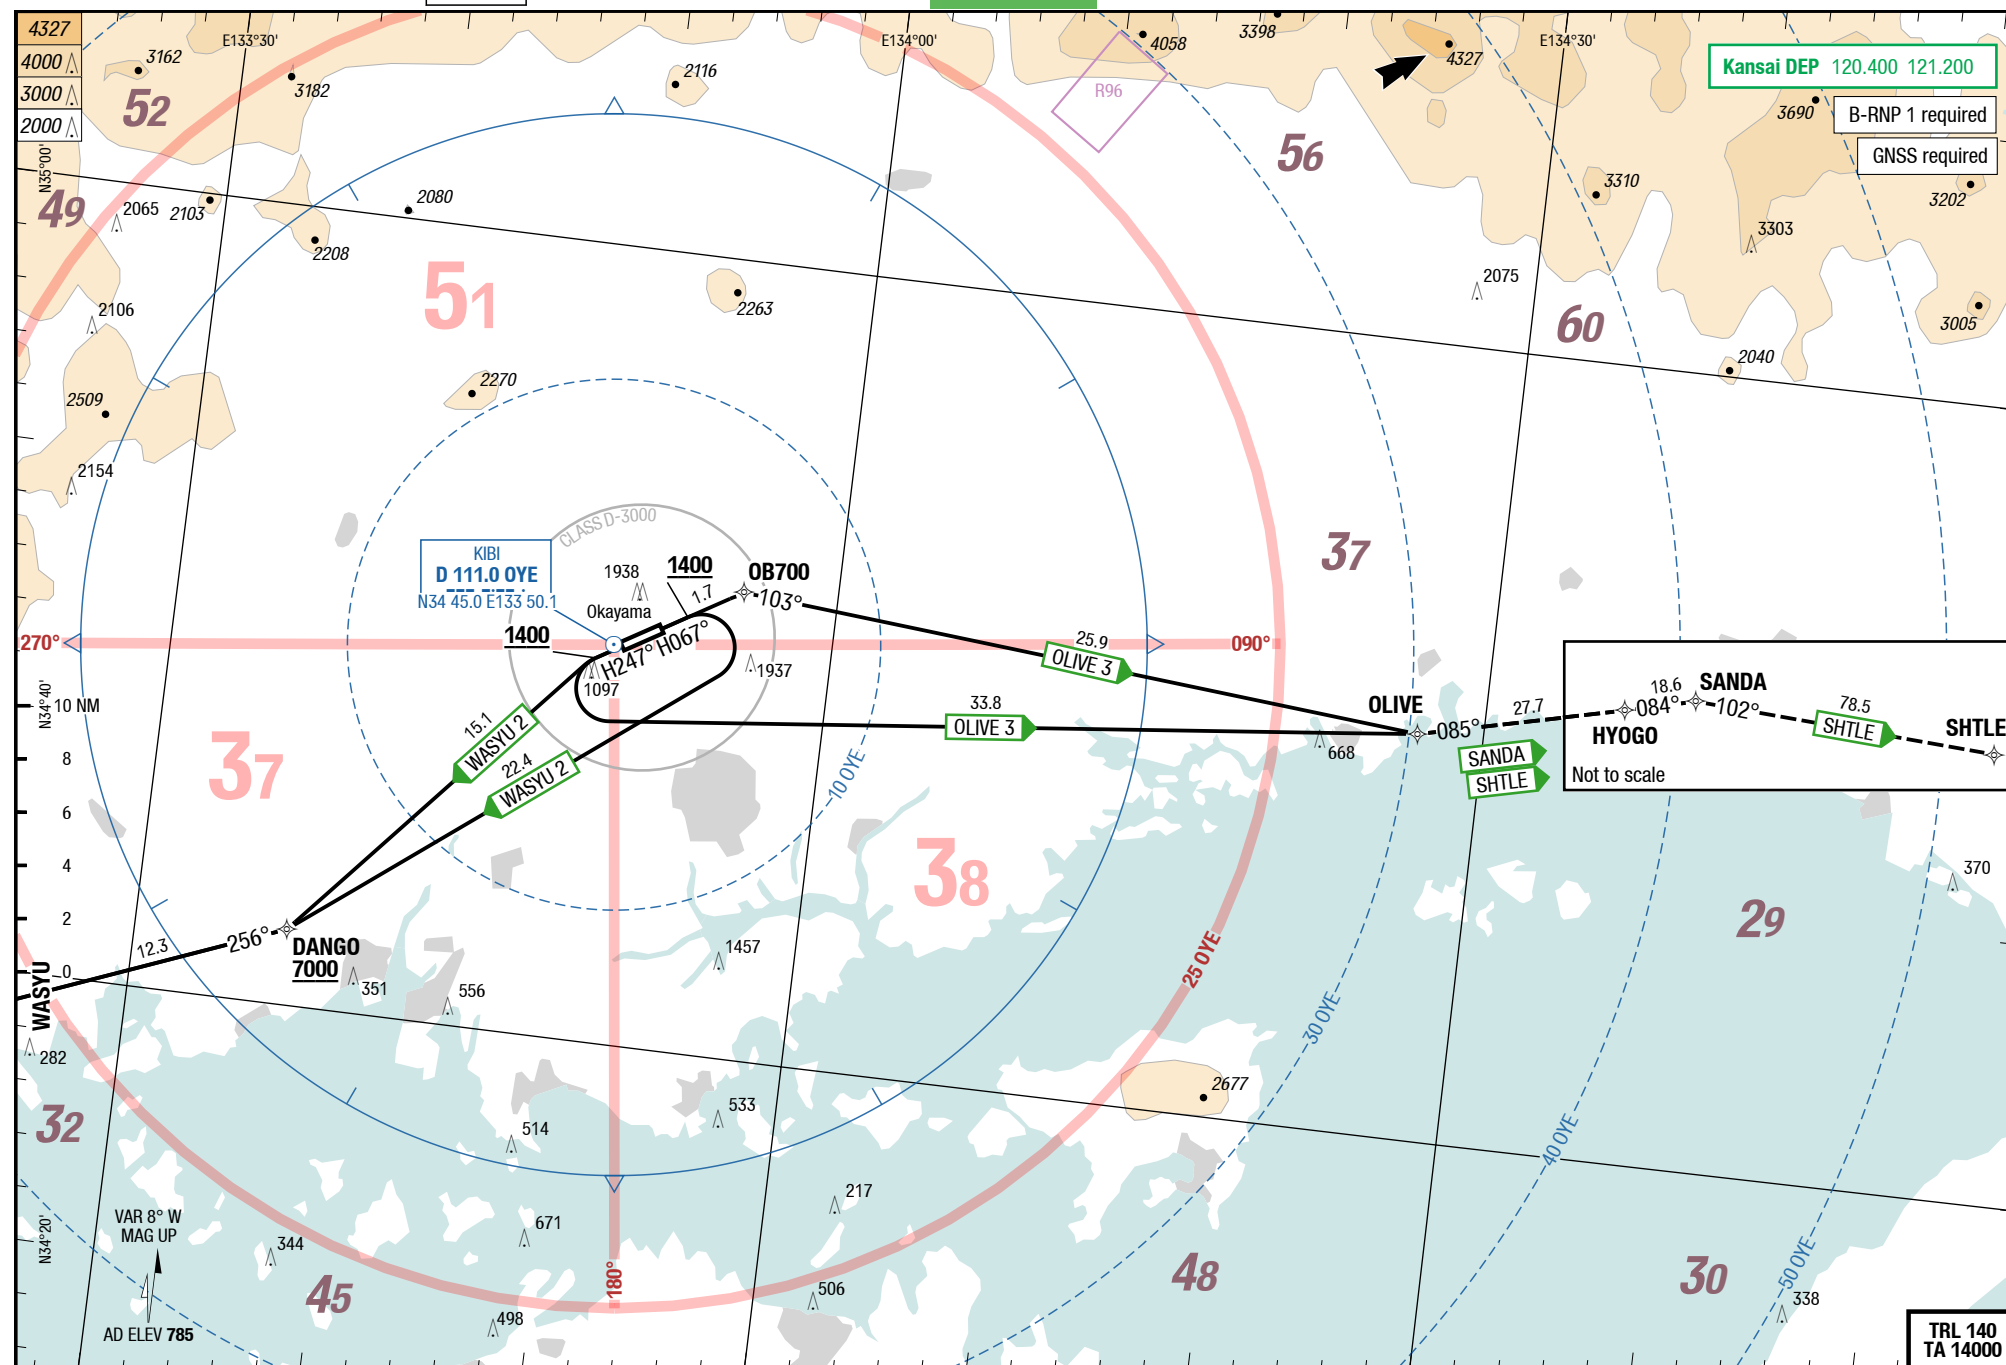 4327
4000
3000
2000
E133°30'
E134°00'
E134°30'
3162
3182
2116
4058
3398
4327
Kansai DEP 120.400 121.200
B-RNP 1 required
GNSS required
3690
R96
52
56
N35°00'
49
2065
2103
2080
2208
3310
3202
3303
51
2263
2075
2106
60
3005
2040
2270
2509
2154
CLASS D-3000
37
KIBI
D 111.0 OYE
N34 45.0 E133 50.1
1938
1400
OB700
1.7
103°
Okayama
1400
H247° H067°
1097
1937
270°
090°
25.9
OLIVE 3
33.8
OLIVE 3
OLIVE
668
085°
27.7
SANDA
SHTLE
HYOGO
084°
18.6
SANDA
102°
78.5
SHTLE
SHTLE
Not to scale
N34°40'
10 NM
8
6
4
2
0
37
15.1
WASYU 2
22.4
WASYU 2
10 OYE
38
370
29
256°
12.3
DANGO
7000
WASYU
351
556
1457
25 OYE
30 OYE
282
32
2677
533
514
40 OYE
217
671
VAR 8° W
MAG UP
344
N34°20'
AD ELEV 785
45
498
180°
506
48
30
50 OYE
338
TRL 140
TA 14000